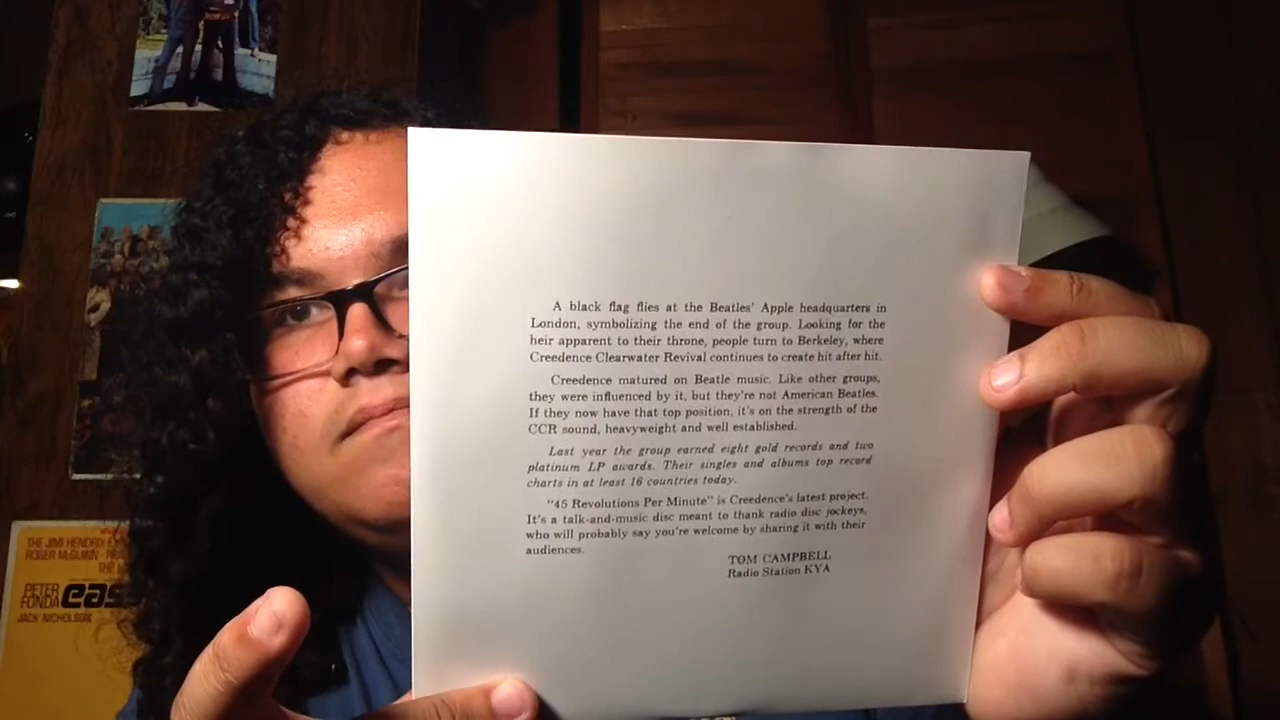 A black flag flies at the Beatles' Apple headquarters in
London, symbolizing the end of the group. Looking for the
heir apparent to their throne, people turn to Berkeley, where
Creedence Clearwater Revival continues to create hit after hit.
Creedence matured on Beatle music. Like other groups,
they were influenced by it, but they're not American Beatles.
If they now have that top position, it's on the strength of the
CCR sound, heavyweight and well established.
Last year the group earned eight gold records and two
platinum LP awards. Their singles and albums top record
charts in at least 16 countries today.
"45 Revolutions Per Minute" is Creedence's latest project.
It's a talk-and-music disc meant to thank radio disc jockeys,
who will probably say you're welcome by sharing it with their
audiences.
TOM CAMPBELL
Radio Station KYA
THE JIMI HENDRIX
ROGER McGUINN
PETER
FONDA
JACK NICHOLSON